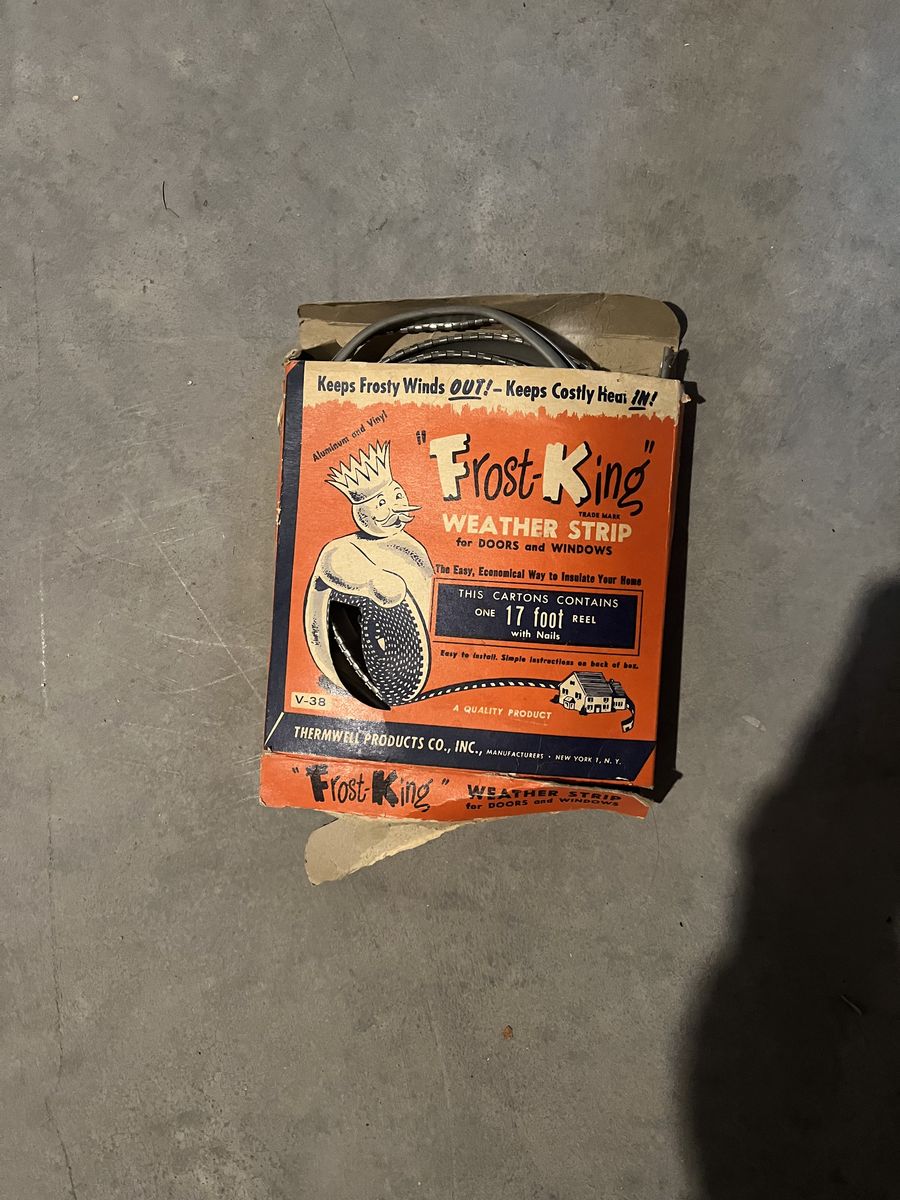 Keeps Frosty Winds OUT! – Keeps Costly Heat IN!
Aluminum and Vinyl
"Frost-King"
TRADE MARK
WEATHER STRIP
for DOORS and WINDOWS
The Easy, Economical Way to Insulate Your Home
THIS CARTONS CONTAINS
ONE 17 foot REEL
with Nails
Easy to install. Simple instructions on back of box.
V-38
A QUALITY PRODUCT
THERMWELL PRODUCTS CO., INC., MANUFACTURERS • NEW YORK 1, N. Y.
"Frost-King" WEATHER STRIP
for DOORS and WINDOWS